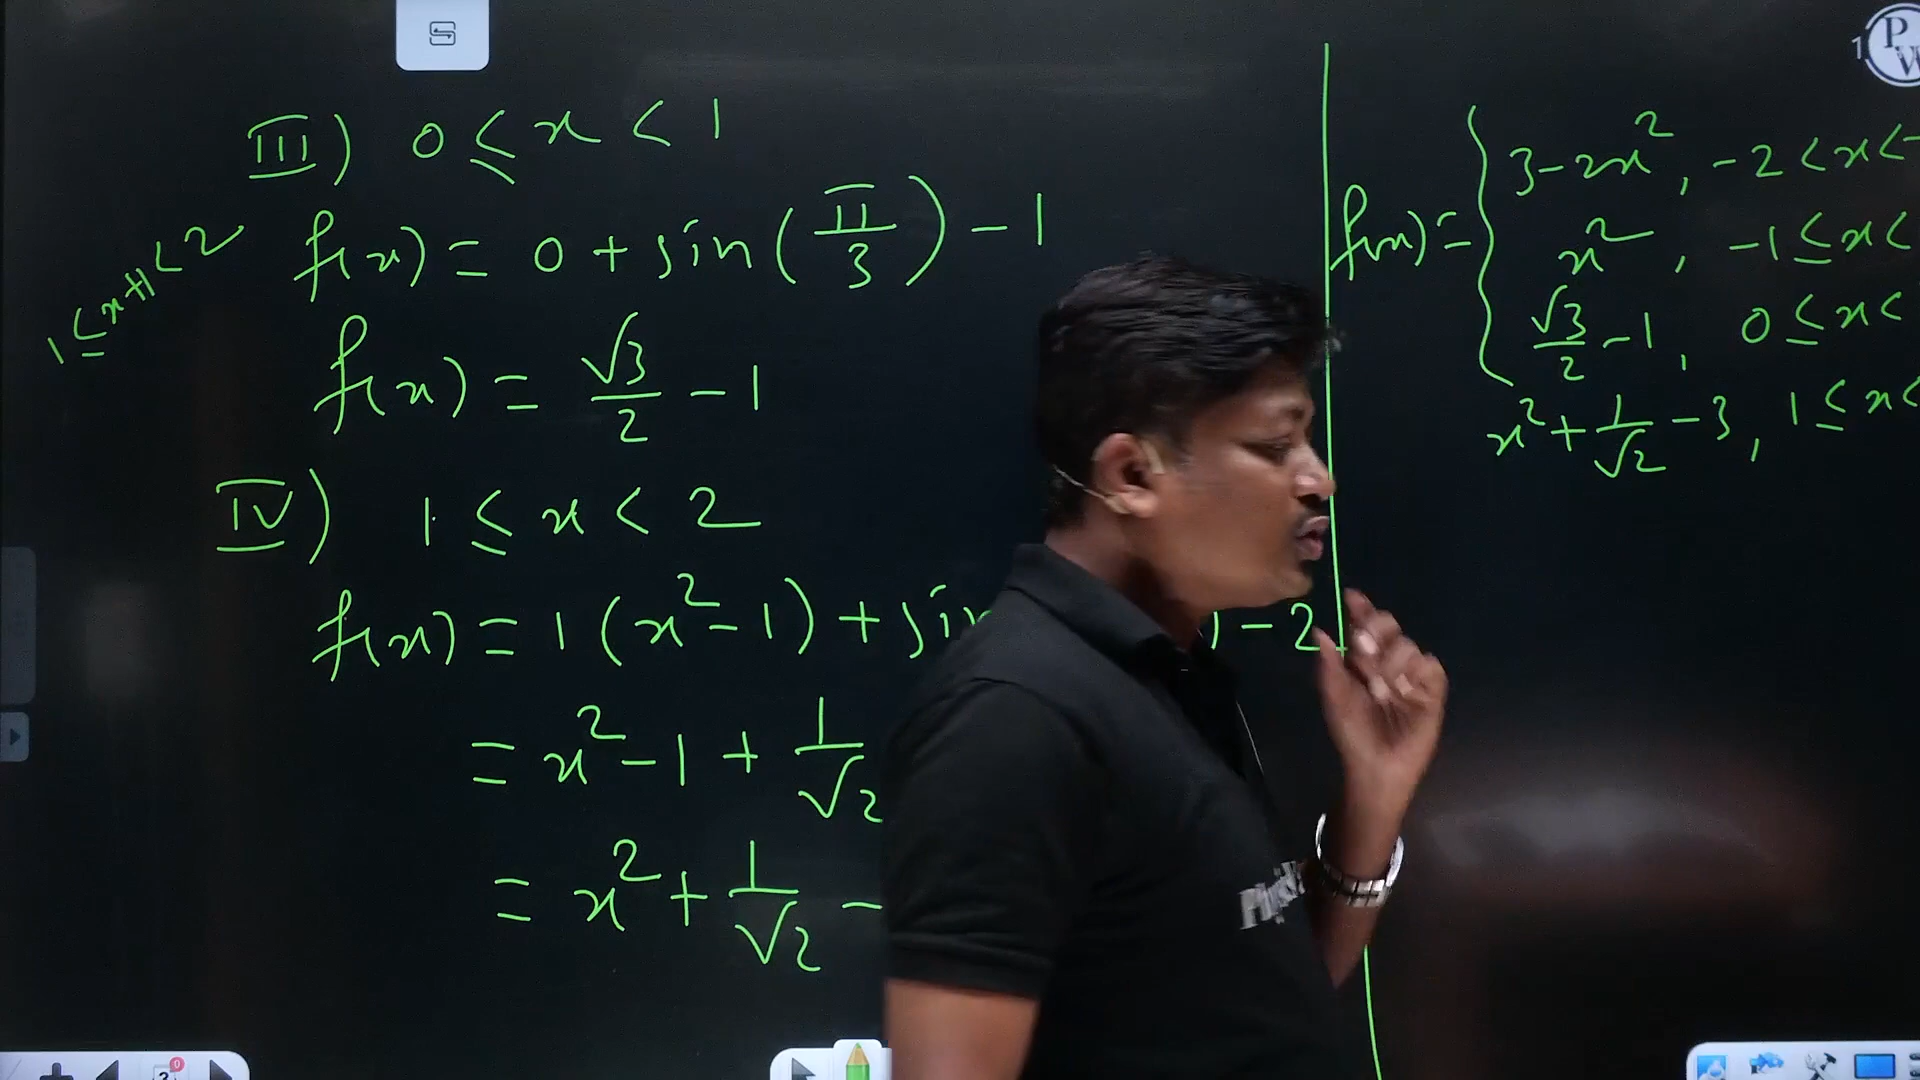 III) 0 ≤ x < 1
1 ≤ x+1 < 2
f(x) = 0 + sin(π/3) - 1
f(x) = √3/2 - 1
IV) 1 ≤ x < 2
f(x) = 1(x²-1) + sin ) - 2
= x² - 1 + 1/√2
= x² + 1/√2 -
f(x) = { 3-2x², -2<x<-
x², -1≤x<
√3/2 - 1, 0≤x<
x² + 1/√2 - 3, 1≤x<
PW
1